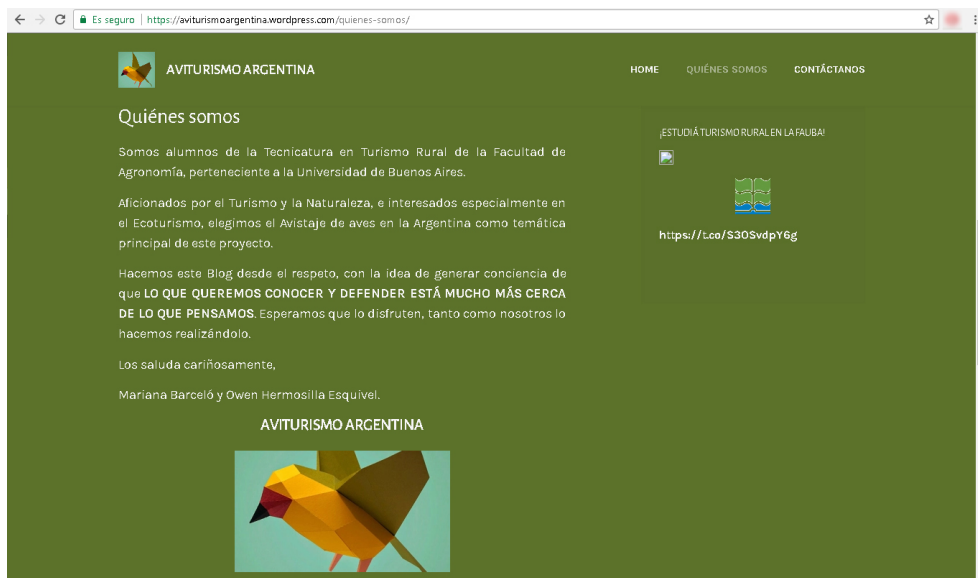 Es seguro | https://aviturismoargentina.wordpress.com/quienes-somos/
AVITURISMO ARGENTINA
HOME QUIÉNES SOMOS CONTÁCTANOS
Quiénes somos
Somos alumnos de la Tecnicatura en Turismo Rural de la Facultad de
Agronomía, perteneciente a la Universidad de Buenos Aires.
Aficionados por el Turismo y la Naturaleza, e interesados especialmente en
el Ecoturismo, elegimos el Avistaje de aves en la Argentina como temática
principal de este proyecto.
Hacemos este Blog desde el respeto, con la idea de generar conciencia de
que LO QUE QUEREMOS CONOCER Y DEFENDER ESTÁ MUCHO MÁS CERCA
DE LO QUE PENSAMOS. Esperamos que lo disfruten, tanto como nosotros lo
hacemos realizándolo.
Los saluda cariñosamente,
Mariana Barceló y Owen Hermosilla Esquivel.
AVITURISMO ARGENTINA
¡ESTUDIÁ TURISMO RURAL EN LA FAUBA!
https://t.co/S3OSvdpY6g